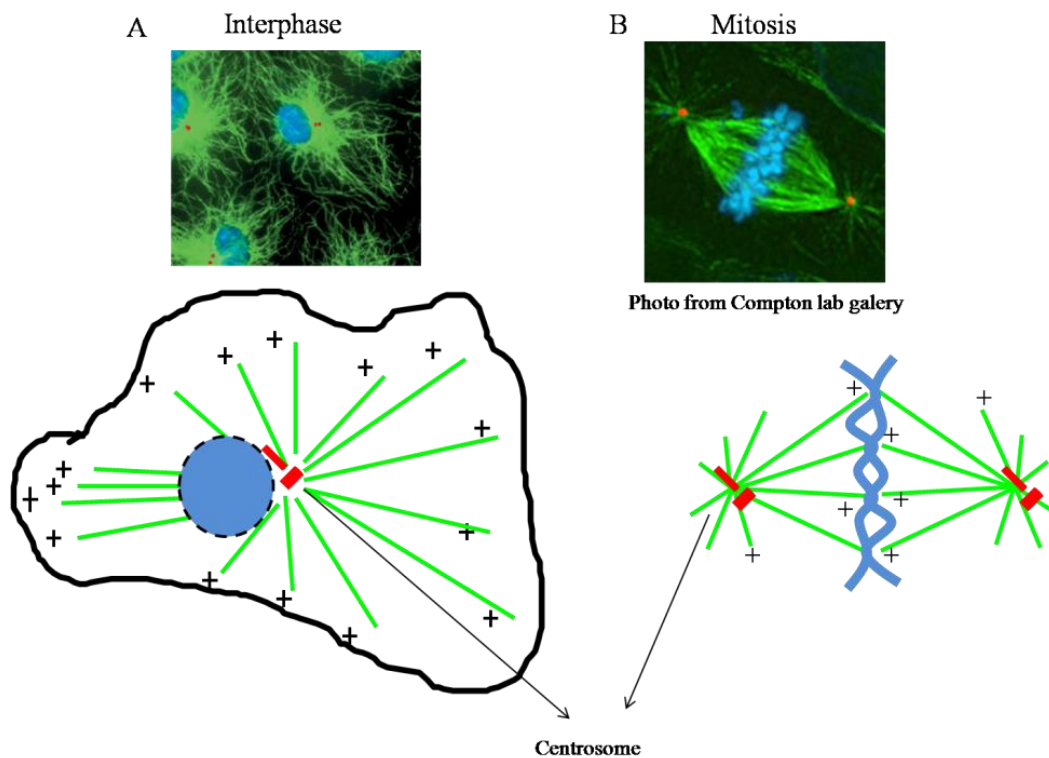 A Interphase
B Mitosis
Photo from Compton lab galery
+ + + + +
+ + +
+ + + + +
+ + + +
+ + +
+ + + +
+ +
Centrosome